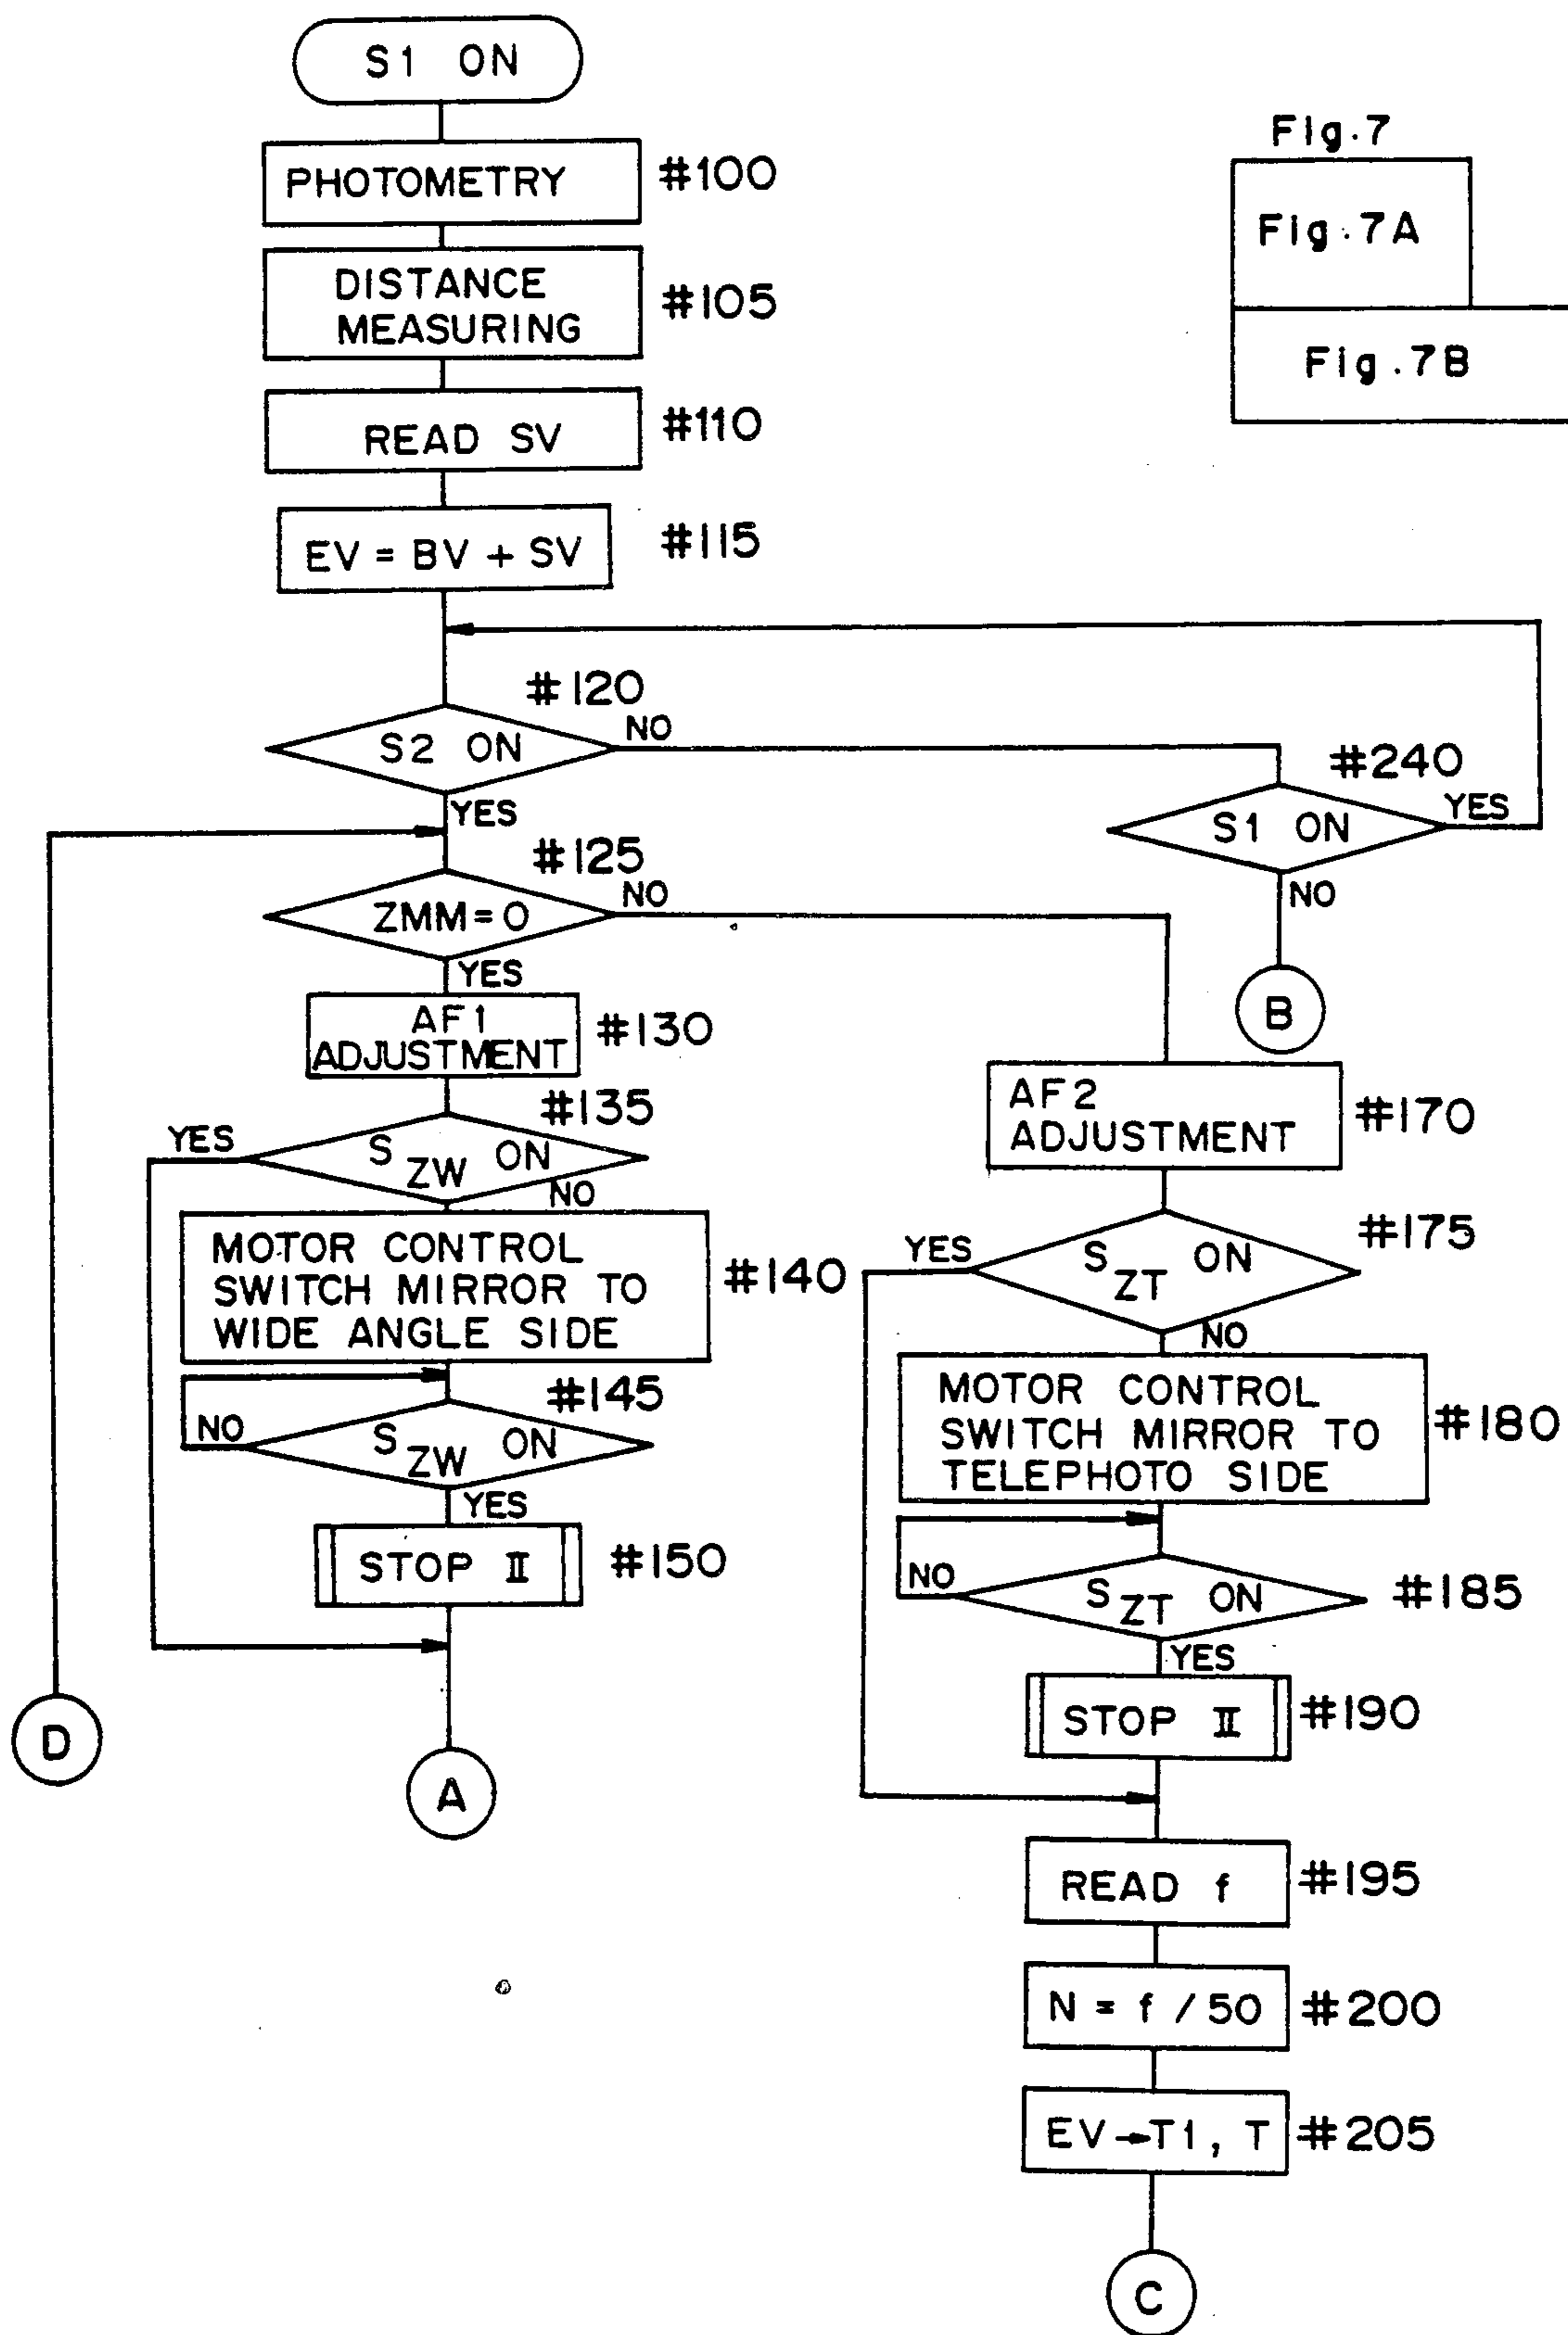 S1 ON
Fig.7
Fig.7A
Fig.7B
PHOTOMETRY #100
DISTANCE
MEASURING #105
READ SV #110
EV = BV + SV #115
#120
S2 ON
NO
YES
#240
S1 ON
YES
NO
B
#125
ZMM=0
NO
YES
AF1
ADJUSTMENT #130
#135
SZW ON
YES
NO
MOTOR CONTROL
SWITCH MIRROR TO
WIDE ANGLE SIDE
#140
#145
SZW ON
NO
YES
STOP II #150
D
A
AF2
ADJUSTMENT #170
#175
SZT ON
YES
NO
MOTOR CONTROL
SWITCH MIRROR TO
TELEPHOTO SIDE
#180
SZT ON #185
NO
YES
STOP II #190
READ f #195
N = f / 50 #200
EV→T1, T #205
C